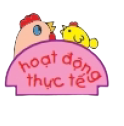 hoạt động
thực tế